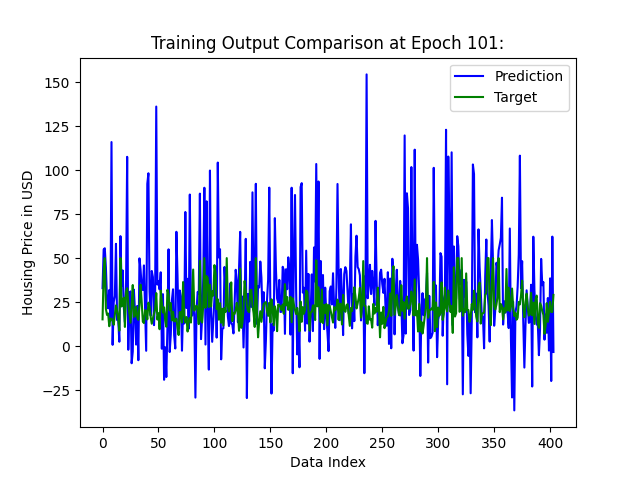 Training Output Comparison at Epoch 101:
Prediction
Target
Housing Price in USD
150
125
100
75
50
25
0
−25
0 50 100 150 200 250 300 350 400
Data Index